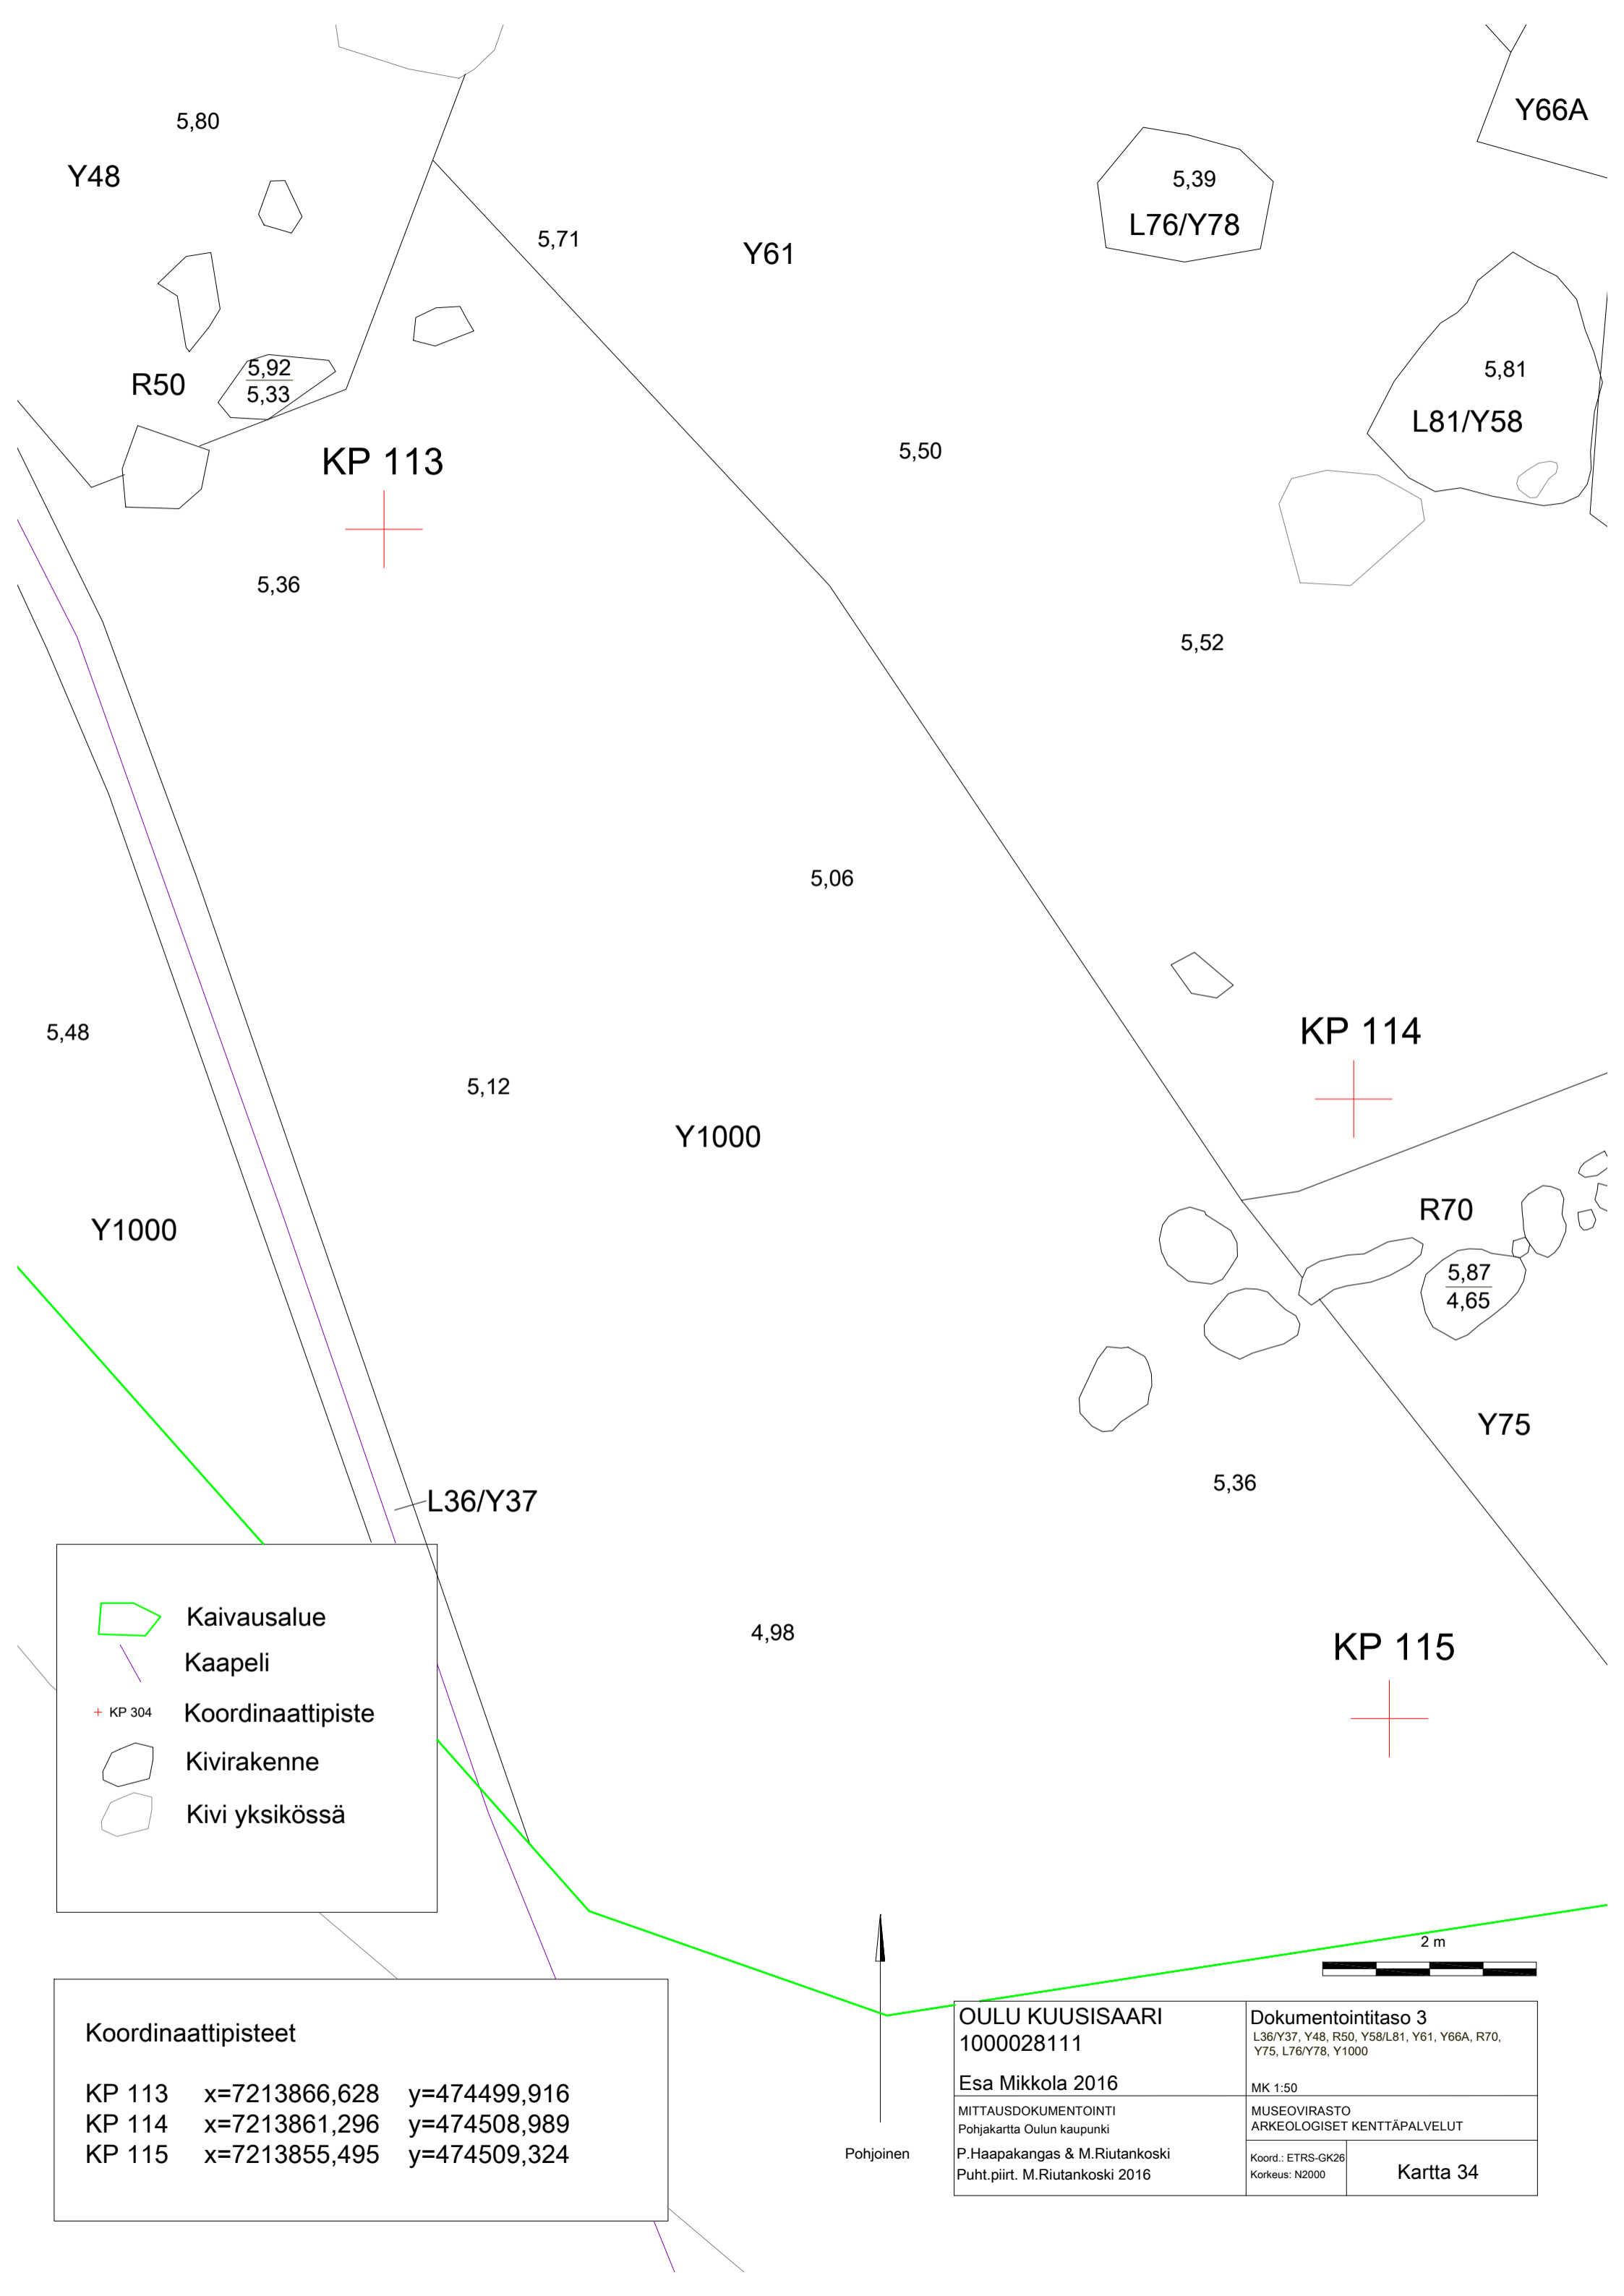 Y66A
5,80
Y48
5,39
L76/Y78
5,71
Y61
5,81
L81/Y58
5,92
5,33
R50
KP 113
5,50
5,36
5,52
5,06
5,48
KP 114
5,12
Y1000
R70
Y1000
5,87
4,65
Y75
5,36
L36/Y37
4,98
KP 115
Kaivausalue
Kaapeli
KP 304 Koordinaattipiste
Kivirakenne
Kivi yksikössä
2 m
Koordinaattipisteet
KP 113 x=7213866,628 y=474499,916
KP 114 x=7213861,296 y=474508,989
KP 115 x=7213855,495 y=474509,324
Pohjoinen
OULU KUUSISAARI
1000028111
Esa Mikkola 2016
Dokumentointitaso 3
L36/Y37, Y48, R50, Y58/L81, Y61, Y66A, R70,
Y75, L76/Y78, Y1000
MK 1:50
MITTAUSDOKUMENTOINTI
Pohjakartta Oulun kaupunki
MUSEOVIRASTO
ARKEOLOGISET KENTTÄPALVELUT
P.Haapakangas & M.Riutankoski
Puht.piirt. M.Riutankoski 2016
Koord.: ETRS-GK26
Korkeus: N2000
Kartta 34